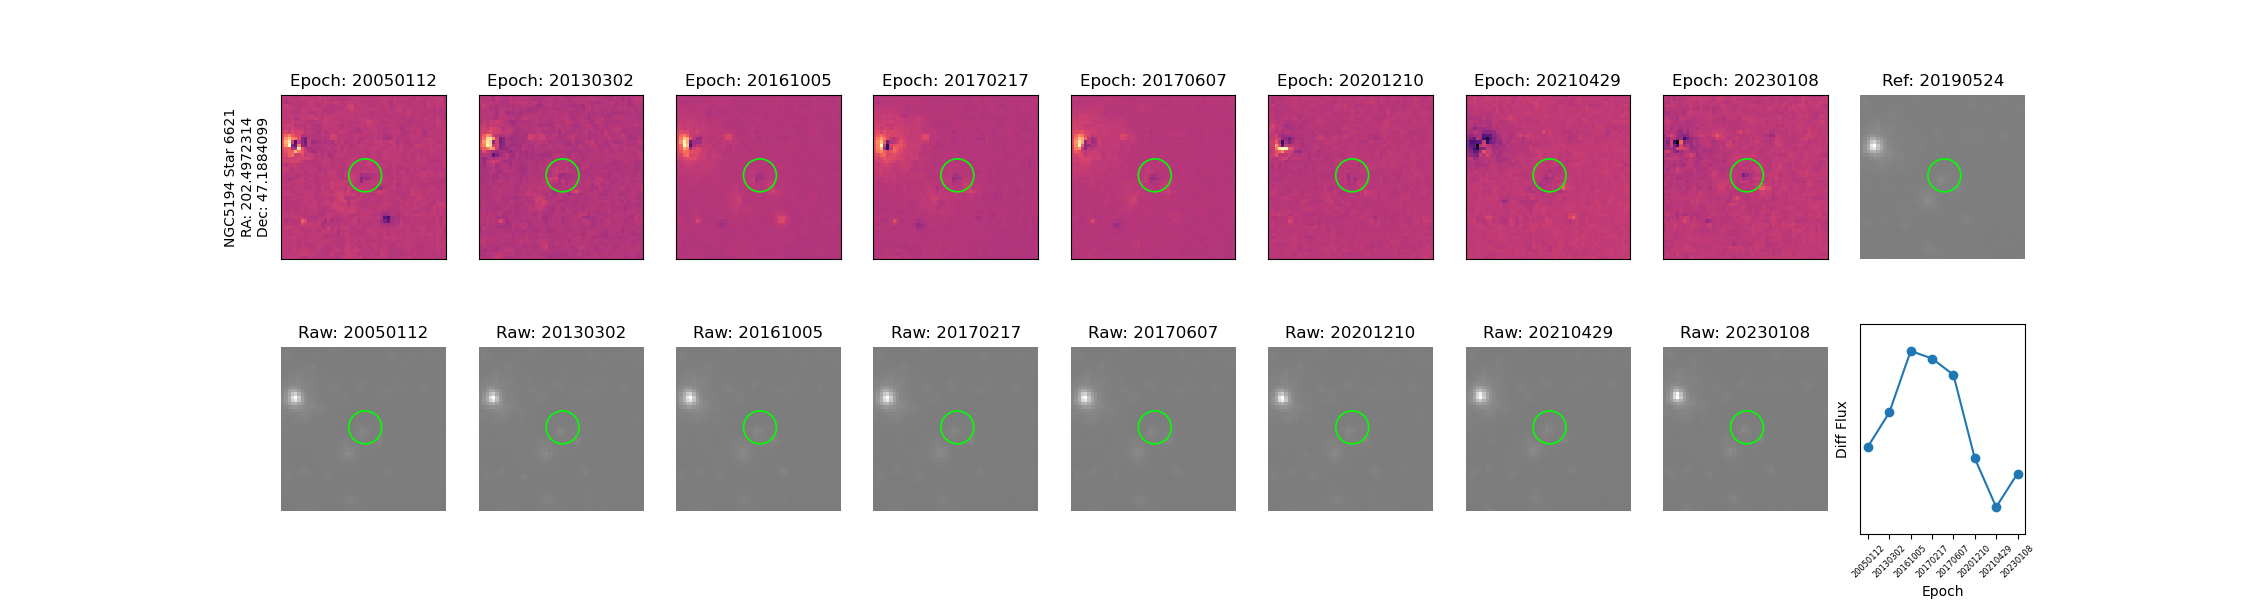 NGC5194 Star 6621
RA: 202.4972314
Dec: 47.1884099
Epoch: 20050112
Epoch: 20130302
Epoch: 20161005
Epoch: 20170217
Epoch: 20170607
Epoch: 20201210
Epoch: 20210429
Epoch: 20230108
Ref: 20190524
Raw: 20050112
Raw: 20130302
Raw: 20161005
Raw: 20170217
Raw: 20170607
Raw: 20201210
Raw: 20210429
Raw: 20230108
Diff Flux
20050112
20130302
20161005
20170217
20170607
20201210
20210429
20230108
Epoch